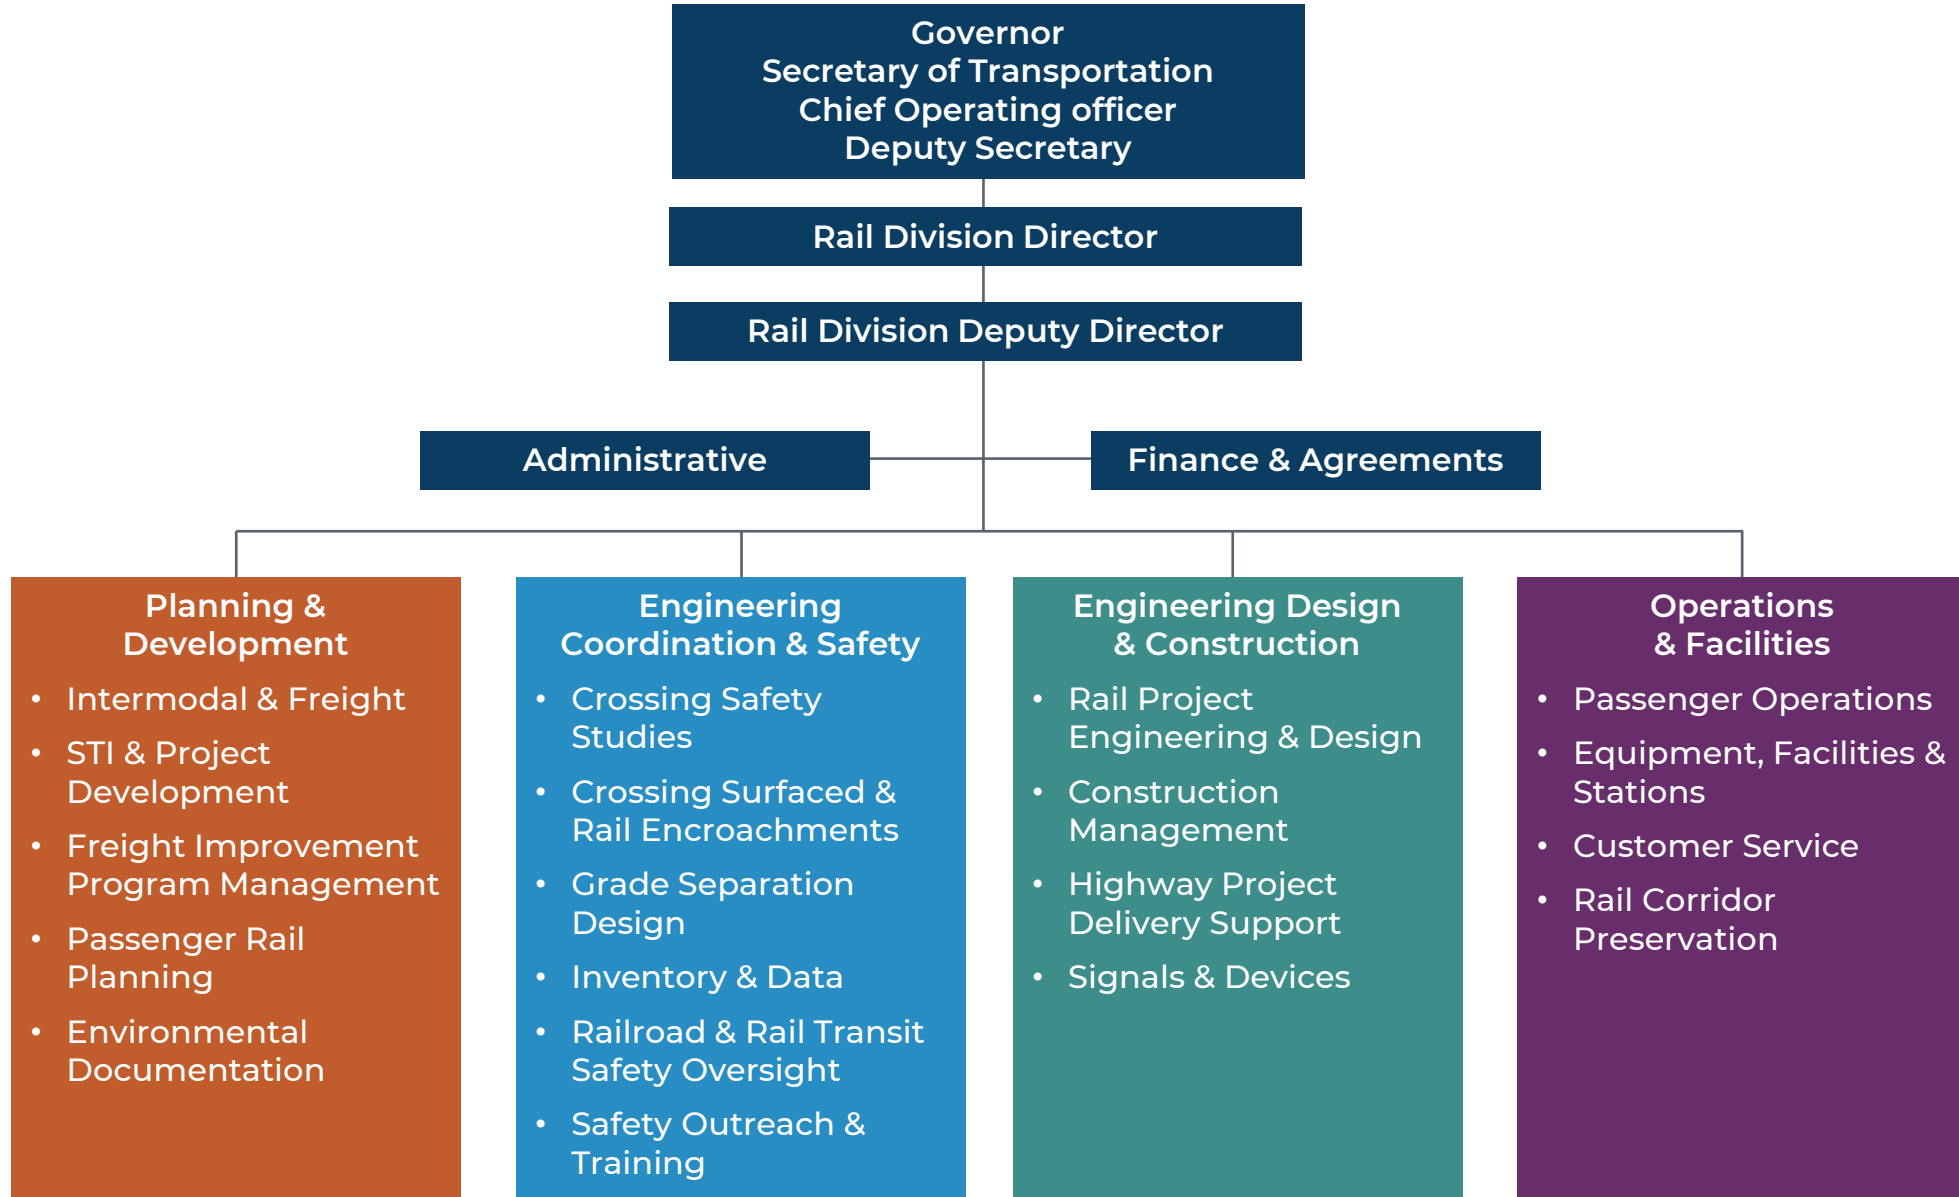 Governor
Secretary of Transportation
Chief Operating officer
Deputy Secretary
Rail Division Director
Rail Division Deputy Director
Administrative
Finance & Agreements
Planning &
Development
• Intermodal & Freight
• STI & Project
Development
• Freight Improvement
Program Management
• Passenger Rail
Planning
• Environmental
Documentation
Engineering
Coordination & Safety
• Crossing Safety
Studies
• Crossing Surfaced &
Rail Encroachments
• Grade Separation
Design
• Inventory & Data
• Railroad & Rail Transit
Safety Oversight
• Safety Outreach &
Training
Engineering Design
& Construction
• Rail Project
Engineering & Design
• Construction
Management
• Highway Project
Delivery Support
• Signals & Devices
Operations
& Facilities
• Passenger Operations
• Equipment, Facilities &
Stations
• Customer Service
• Rail Corridor
Preservation